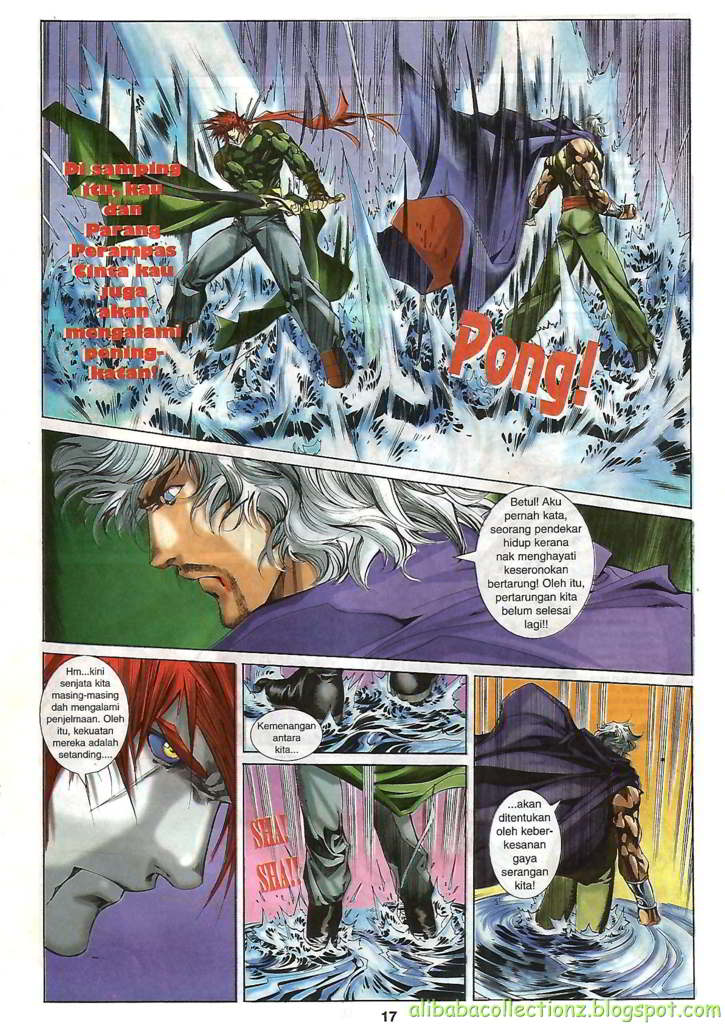 Di samping
itu, kau
dan
Parang
Perampas
Cinta kau
juga
akan
mengalami
pening-
katan!
Pong!
Betul! Aku
pernah kata,
seorang pendekar
hidup kerana
nak menghayati
keseronokan
bertarung! Oleh itu,
pertarungan kita
belum selesai
lagi!!
Hm...kini
senjata kita
masing-masing
dah mengalami
penjelmaan. Oleh
itu, kekuatan
mereka adalah
setanding....
Kemenangan
antara
kita...
SHA!
SHA!!
...akan
ditentukan
oleh keber-
kesanan
gaya
serangan
kita!
17
alibabacollectionz.blogspot.com